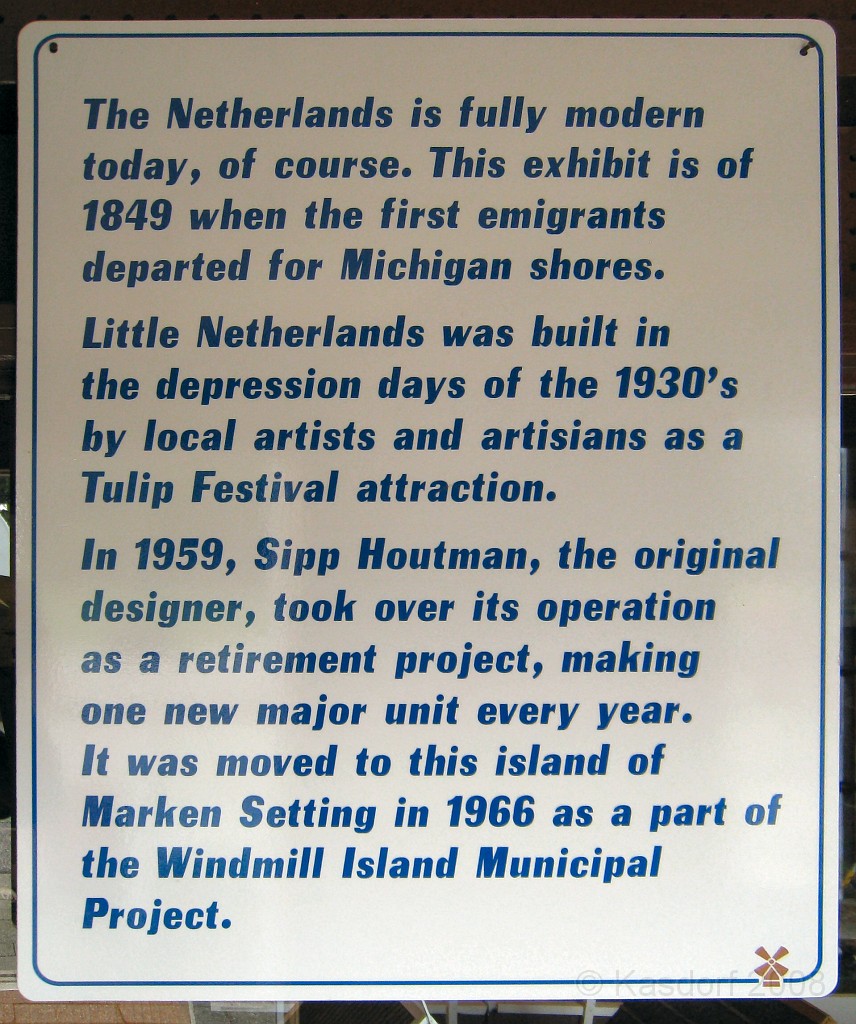 The Netherlands is fully modern
today, of course. This exhibit is of
1849 when the first emigrants
departed for Michigan shores.
Little Netherlands was built in
the depression days of the 1930's
by local artists and artisians as a
Tulip Festival attraction.
In 1959, Sipp Houtman, the original
designer, took over its operation
as a retirement project, making
one new major unit every year.
It was moved to this island of
Marken Setting in 1966 as a part of
the Windmill Island Municipal
Project.
© Kasdorf 2008